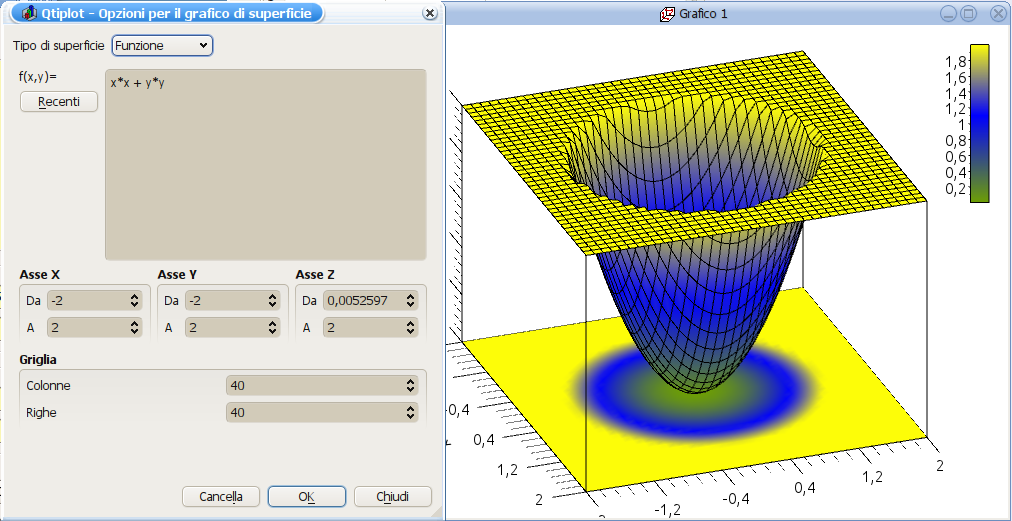 Qtiplot - Opzioni per il grafico di superficie
Tipo di superficie Funzione
f(x,y)=
x*x + y*y
Recenti
Asse X Asse Y Asse Z
Da -2 Da -2 Da 0,0052597
A 2 A 2 A 2
Griglia
Colonne 40
Righe 40
Cancella OK Chiudi
Grafico 1
1,8
1,6
1,4
1,2
1
0,8
0,6
0,4
0,2
-0,4
0,4
1,2
2
-1,2
-0,4
0,4
1,2
2